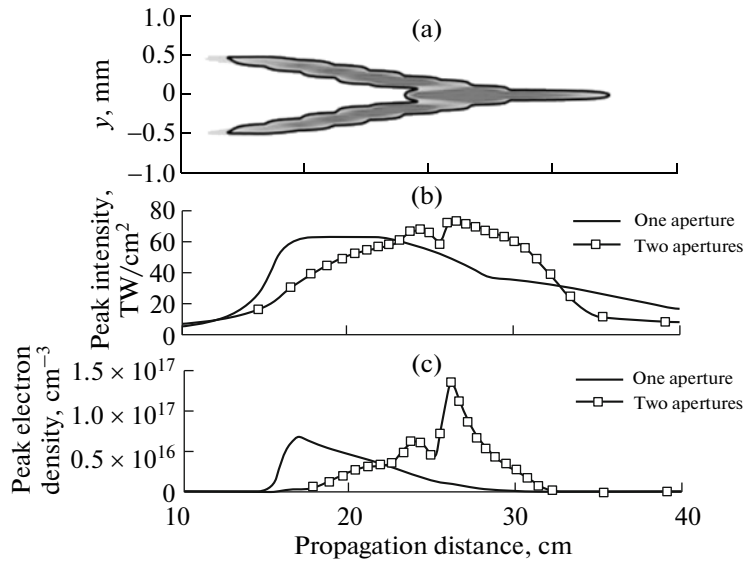 (a)
1.0
0.5
0
−0.5
−1.0
y, mm
(b)
Peak intensity,
TW/cm²
80
60
40
20
0
One aperture
Two apertures
(c)
Peak electron
density, cm⁻³
1.5 × 10¹⁷
1.0 × 10¹⁷
0.5 × 10¹⁶
0
One aperture
Two apertures
10
20
30
40
Propagation distance, cm